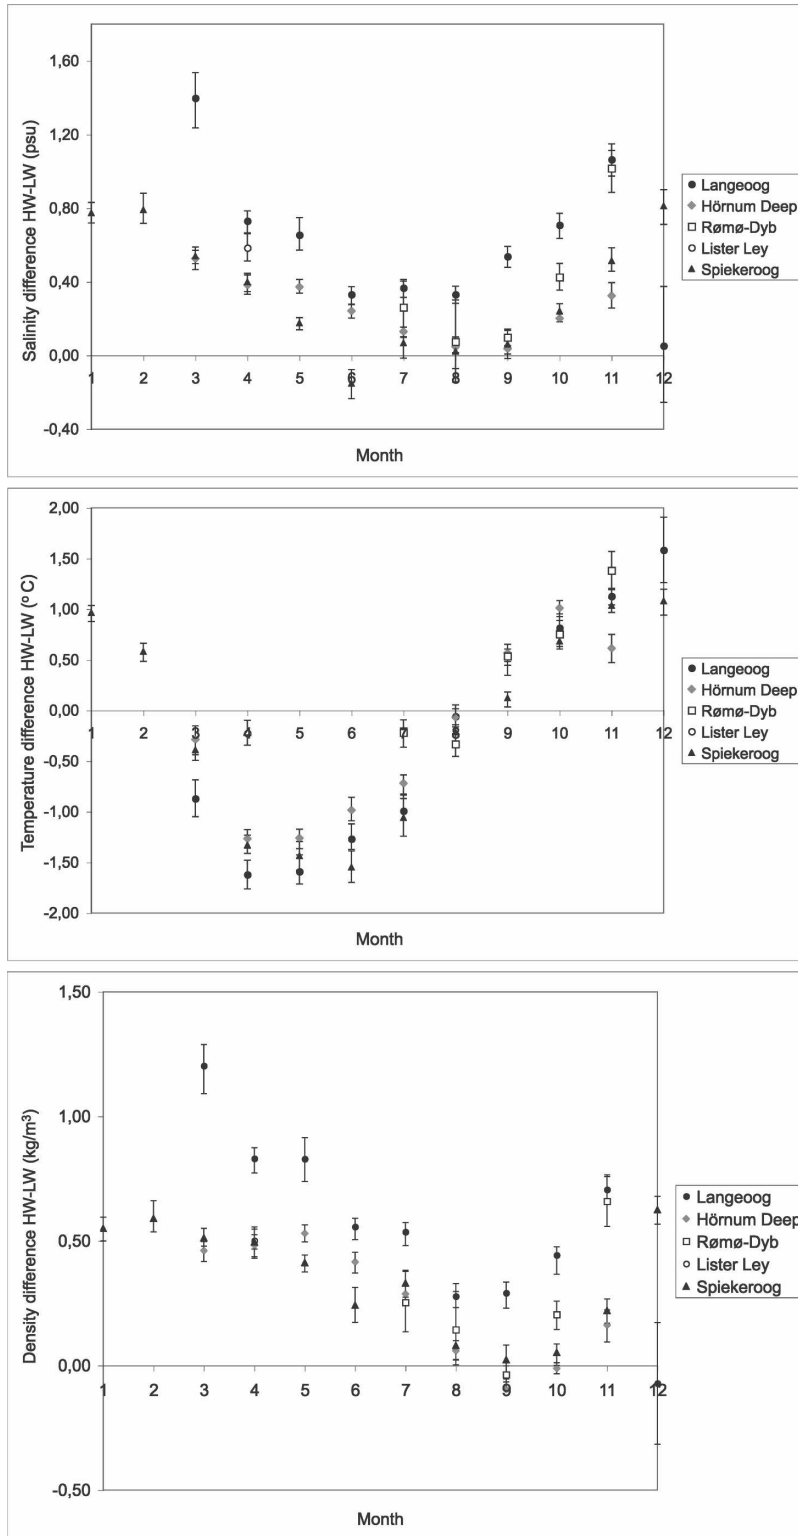 Salinity difference HW-LW (psu)
1,60
1,20
0,80
0,40
0,00
-0,40
1 2 3 4 5 6 7 8 9 10 11 12
Month
Langeoog
Hörnum Deep
Rømø-Dyb
Lister Ley
Spiekeroog
Temperature difference HW-LW (ºC)
2,00
1,50
1,00
0,50
0,00
-0,50
-1,00
-1,50
-2,00
1 2 3 4 5 6 7 8 9 10 11 12
Month
Langeoog
Hörnum Deep
Rømø-Dyb
Lister Ley
Spiekeroog
Density difference HW-LW (kg/m³)
1,50
1,00
0,50
0,00
-0,50
1 2 3 4 5 6 7 8 9 10 11 12
Month
Langeoog
Hörnum Deep
Rømø-Dyb
Lister Ley
Spiekeroog